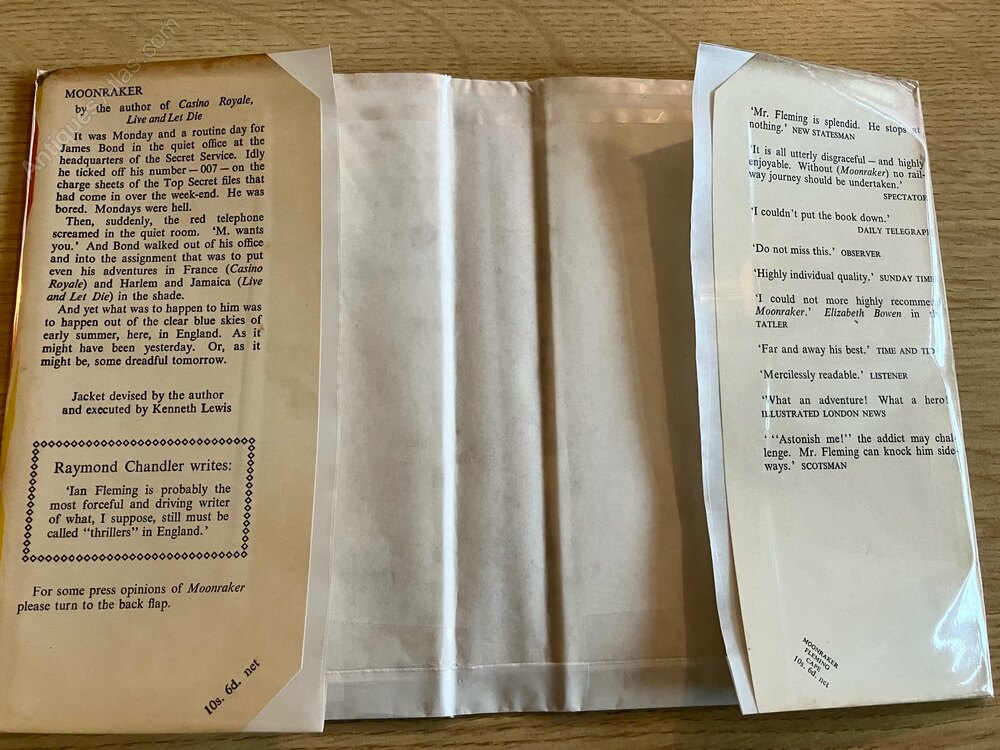 MOONRAKER
by the author of Casino Royale,
Live and Let Die
It was Monday and a routine day for
James Bond in the quiet office at the
headquarters of the Secret Service. Idly
he ticked off his number — 007 — on the
charge sheets of the Top Secret files that
had come in over the week-end. He was
bored. Mondays were hell.
Then, suddenly, the red telephone
screamed in the quiet room. 'M. wants
you.' And Bond walked out of his office
and into the assignment that was to put
even his adventures in France (Casino
Royale) and Harlem and Jamaica (Live
and Let Die) in the shade.
And yet what was to happen to him was
to happen out of the clear blue skies of
early summer, here, in England. As it
might have been yesterday. Or, as it
might be, some dreadful tomorrow.
Jacket devised by the author
and executed by Kenneth Lewis
Raymond Chandler writes:
'Ian Fleming is probably the
most forceful and driving writer
of what, I suppose, still must be
called "thrillers" in England.'
For some press opinions of Moonraker
please turn to the back flap.
10s. 6d. net
'Mr. Fleming is splendid. He stops at
nothing.' NEW STATESMAN
'It is all utterly disgraceful — and highly
enjoyable. Without (Moonraker) no rail-
way journey should be undertaken.'
SPECTATOR
'I couldn't put the book down.'
DAILY TELEGRAP
'Do not miss this.' OBSERVER
'Highly individual quality.' SUNDAY TIME
'I could not more highly recommen
Moonraker.' Elizabeth Bowen in th
TATLER
'Far and away his best.' TIME AND TID
'Mercilessly readable.' LISTENER
'What an adventure! What a hero!
ILLUSTRATED LONDON NEWS
' "Astonish me!" the addict may chal-
lenge. Mr. Fleming can knock him side-
ways.' SCOTSMAN
MOONRAKER
FLEMING
CAPE
10s. 6d. net
Antiques-atlas.com